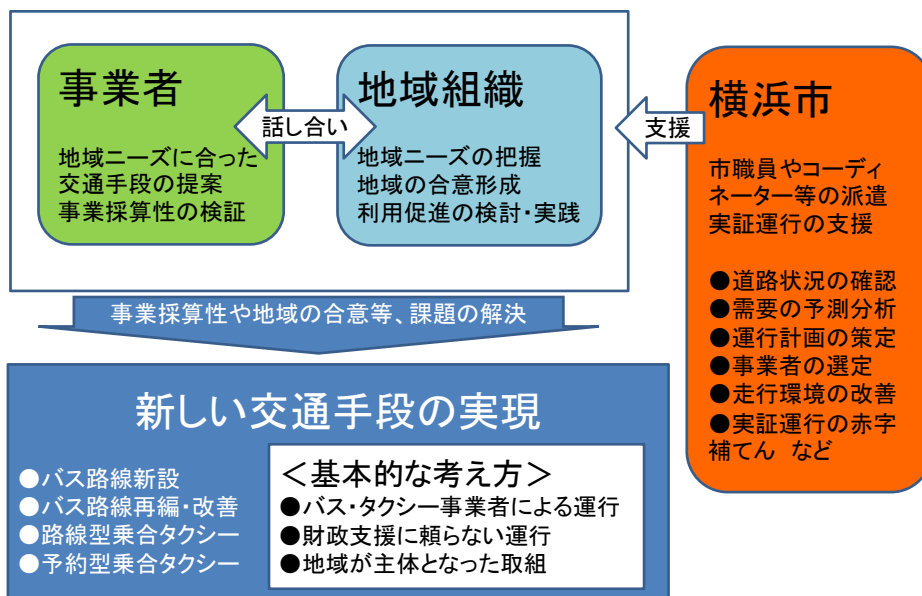 事業者
地域ニーズに合った
交通手段の提案
事業採算性の検証
話し合い
地域組織
地域ニーズの把握
地域の合意形成
利用促進の検討・実践
支援
横浜市
市職員やコーディ
ネーター等の派遣
実証運行の支援
●道路状況の確認
●需要の予測分析
●運行計画の策定
●事業者の選定
●走行環境の改善
●実証運行の赤字
補てん など
事業採算性や地域の合意等、課題の解決
新しい交通手段の実現
●バス路線新設
●バス路線再編・改善
●路線型乗合タクシー
●予約型乗合タクシー
＜基本的な考え方＞
●バス・タクシー事業者による運行
●財政支援に頼らない運行
●地域が主体となった取組